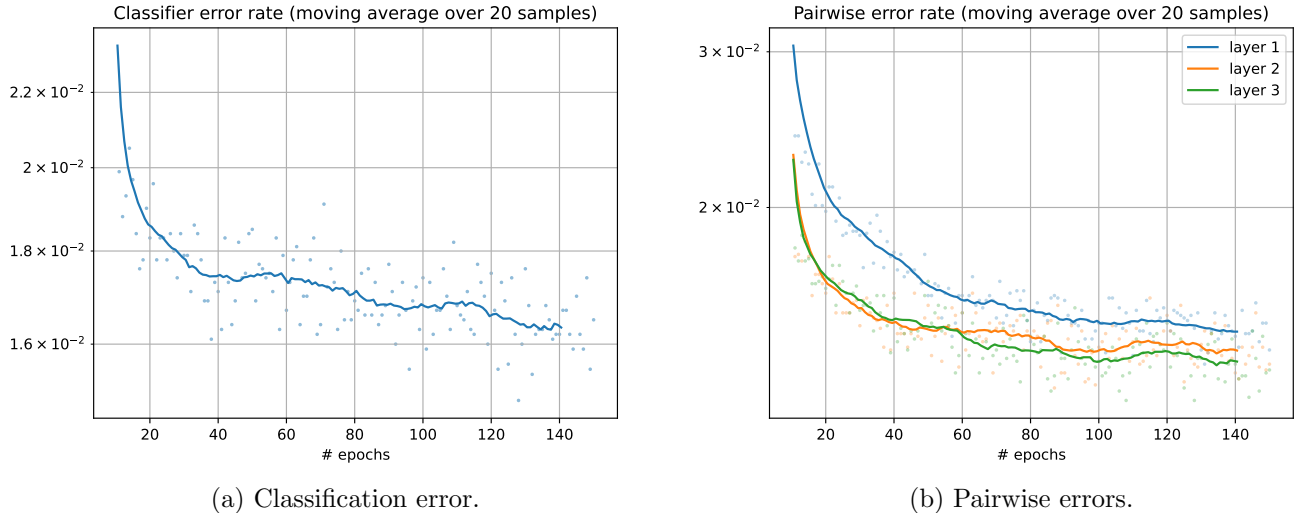 Classifier error rate (moving average over 20 samples)
2.2 × 10⁻²
2 × 10⁻²
1.8 × 10⁻²
1.6 × 10⁻²
20 40 60 80 100 120 140
# epochs
(a) Classification error.
Pairwise error rate (moving average over 20 samples)
layer 1
layer 2
layer 3
3 × 10⁻²
2 × 10⁻²
20 40 60 80 100 120 140
# epochs
(b) Pairwise errors.